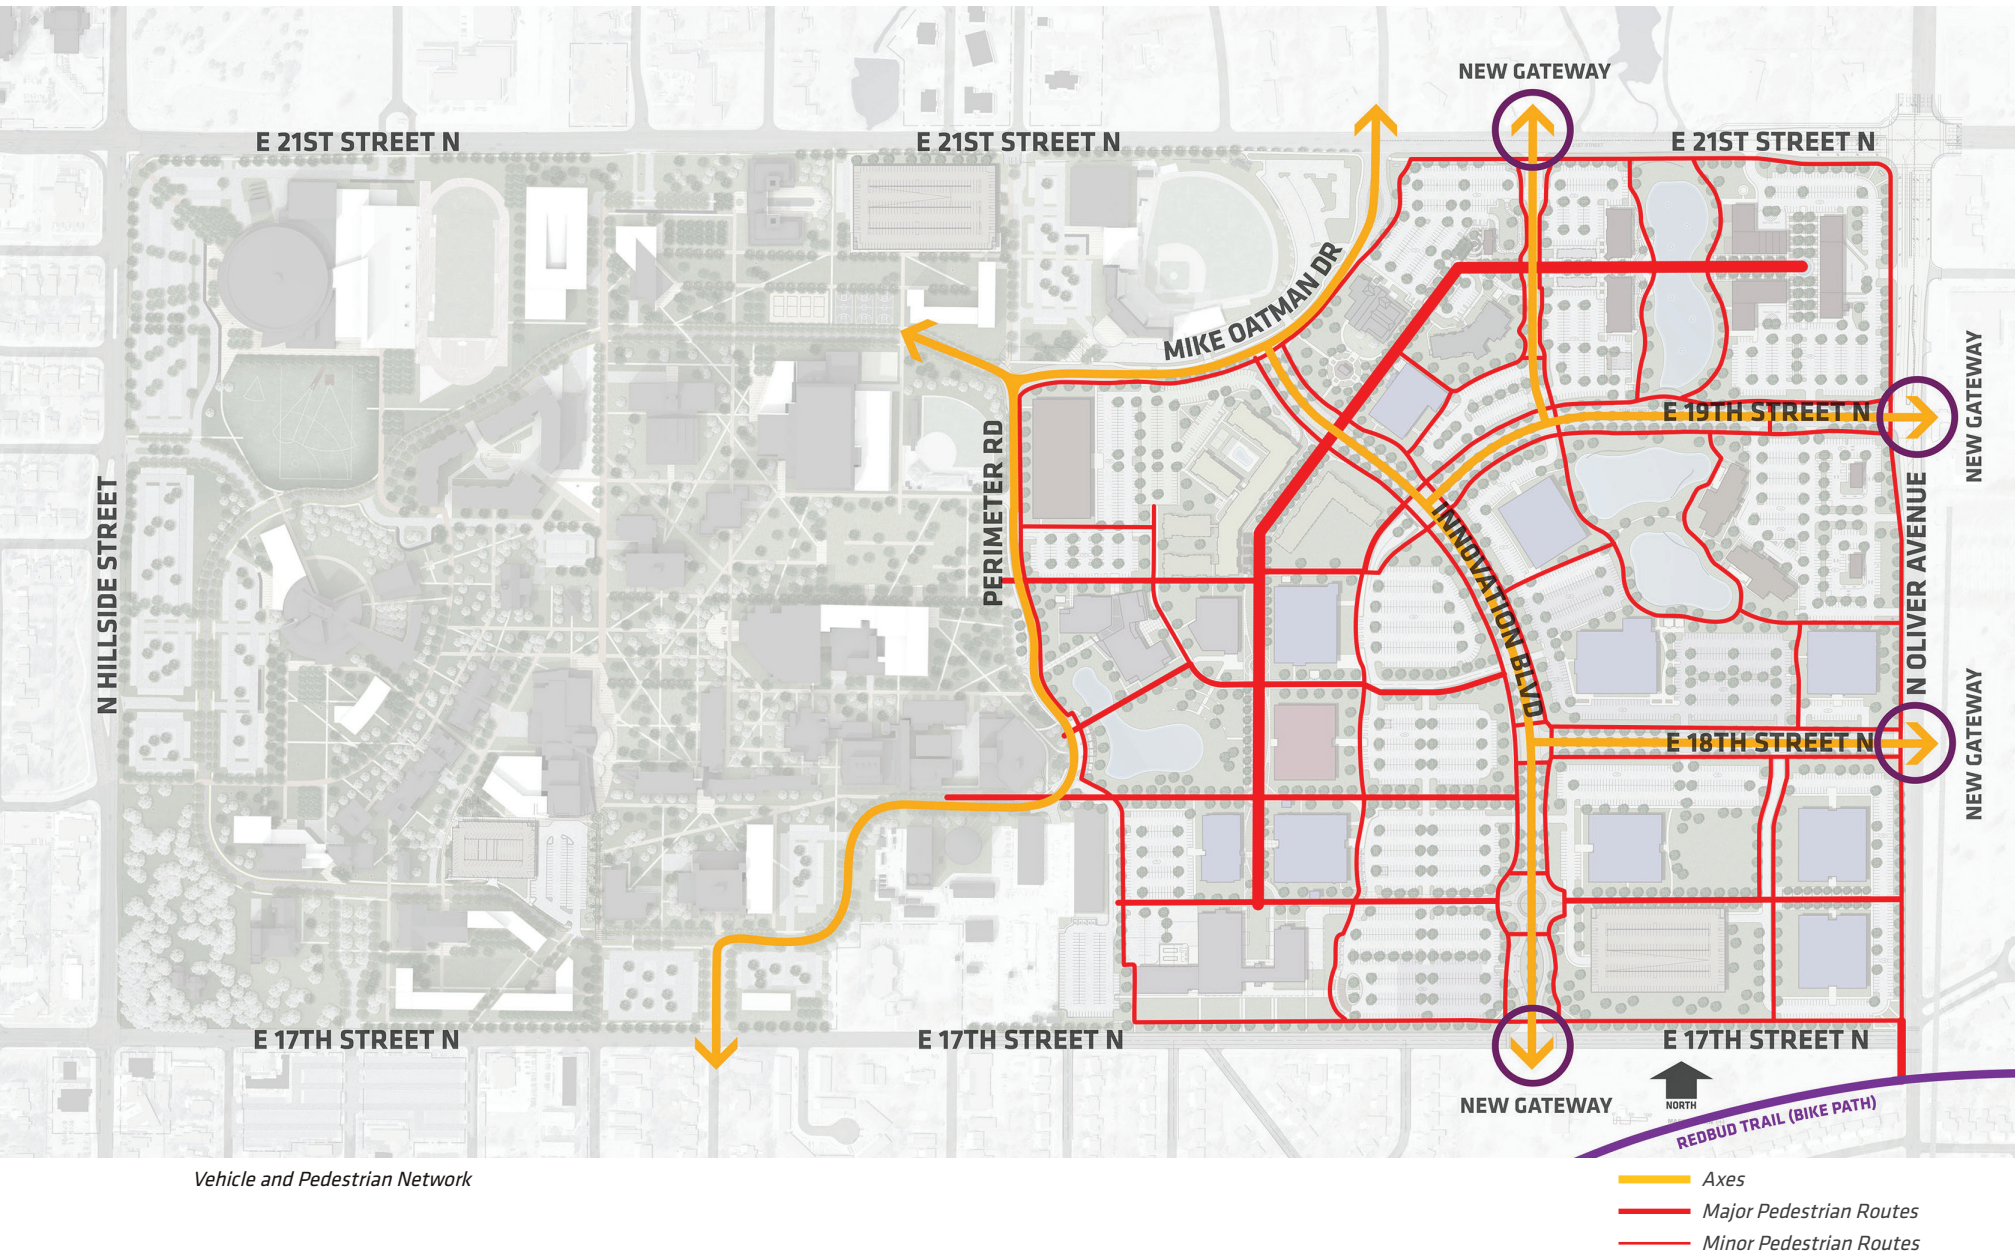 NEW GATEWAY
E 21ST STREET N
E 21ST STREET N
E 21ST STREET N
MIKE OATMAN DR
NEW GATEWAY
E 19TH STREET N
PERIMETER RD
N HILLSIDE STREET
INNOVATION BLVD
N OLIVER AVENUE
NEW GATEWAY
E 18TH STREET N
E 17TH STREET N
E 17TH STREET N
E 17TH STREET N
NEW GATEWAY
NORTH
REDBUD TRAIL (BIKE PATH)
Vehicle and Pedestrian Network
Axes
Major Pedestrian Routes
Minor Pedestrian Routes